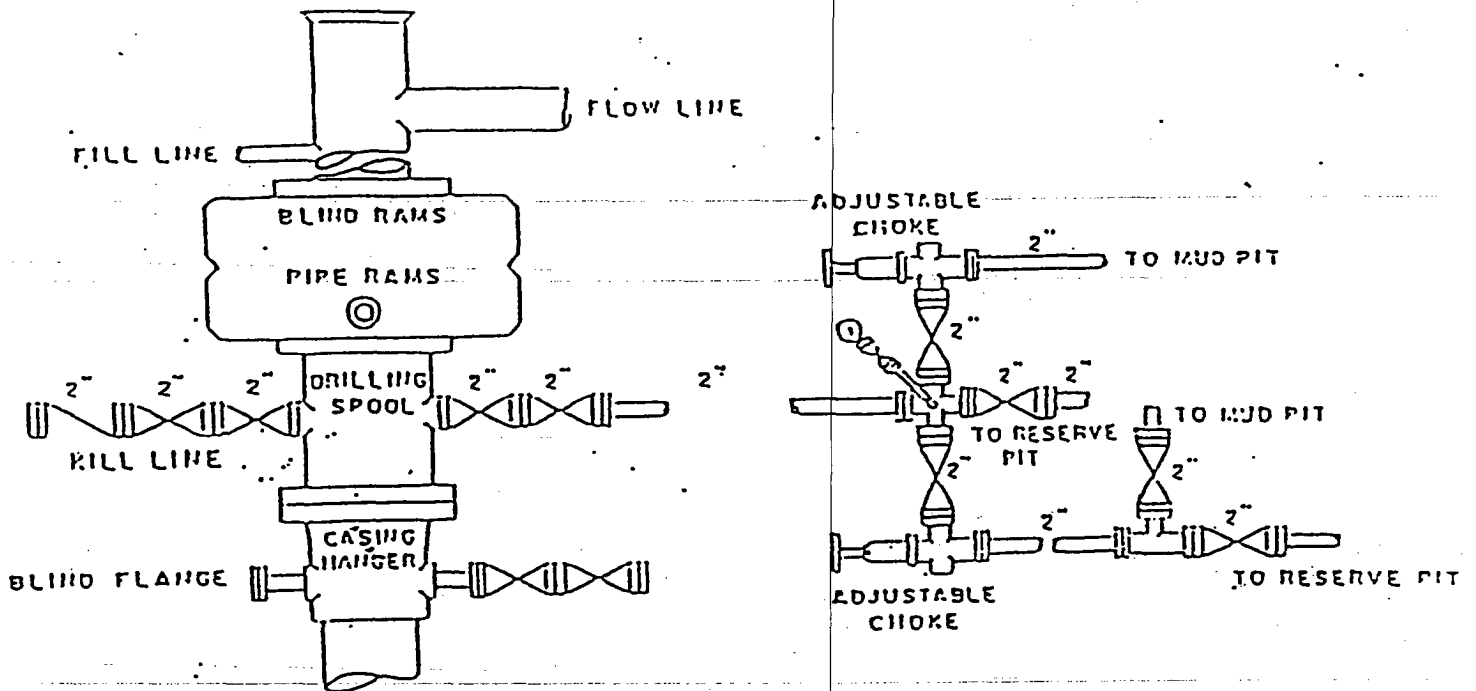 FLOW LINE
FILL LINE
BLIND RAMS
PIPE RAMS
2" 2" 2"
DRILLING
SPOOL
2" 2"
2"
KILL LINE
CASING
HANGER
BLIND FLANGE
ADJUSTABLE
CHOKE
2"
TO MUD PIT
2"
2" 2"
TO RESERVE
PIT
TO MUD PIT
2"
2"
2"
2"
TO RESERVE PIT
ADJUSTABLE
CHOKE